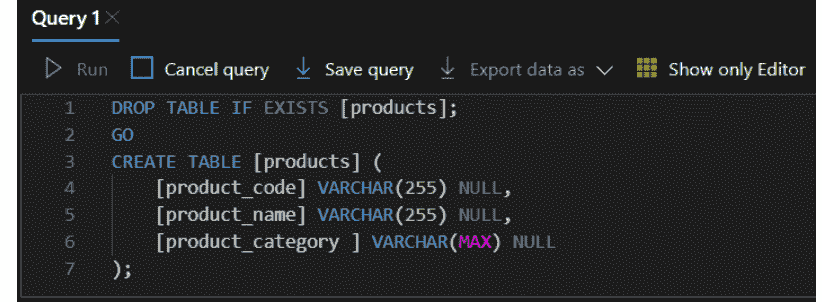 Query 1
Run Cancel query Save query Export data as Show only Editor
1 DROP TABLE IF EXISTS [products];
2 GO
3 CREATE TABLE [products] (
4 [product_code] VARCHAR(255) NULL,
5 [product_name] VARCHAR(255) NULL,
6 [product_category ] VARCHAR(MAX) NULL
7 );